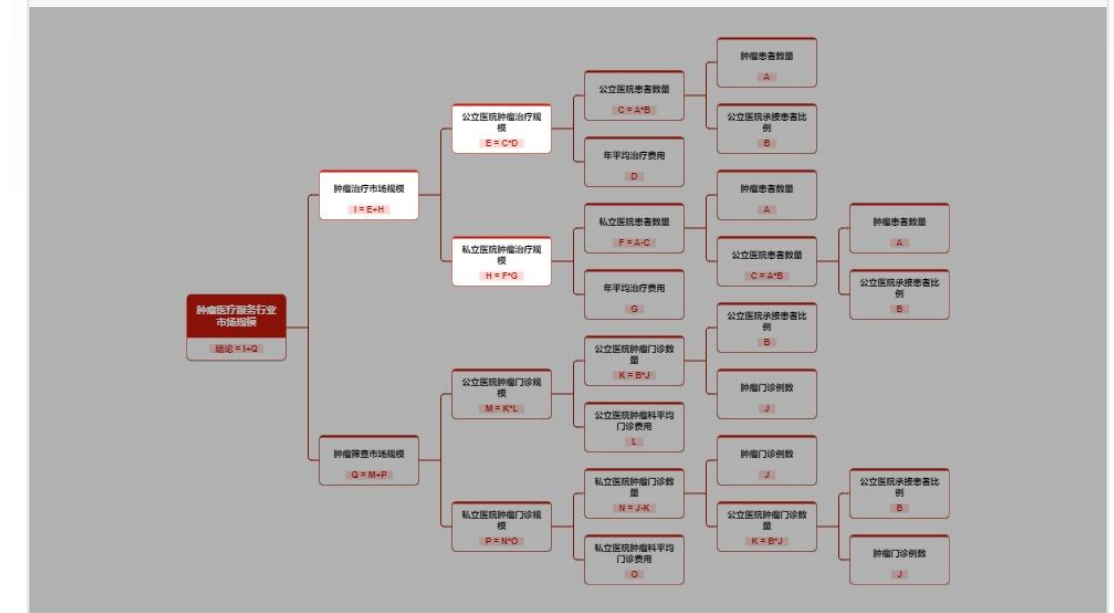 肿瘤患者数量
A
公立医院患者数量
C = A*B
公立医院承接患者比
例
B
公立医院肿瘤治疗规
模
E = C*D
年平均治疗费用
D
肿瘤治疗市场规模
I = E+H
肿瘤患者数量
A
私立医院患者数量
F = A-C
肿瘤患者数量
A
公立医院患者数量
C = A*B
公立医院承接患者比
例
B
私立医院肿瘤治疗规
模
H = F*G
年平均治疗费用
G
肿瘤医疗服务行业
市场规模
结论 = I+Q
公立医院承接患者比
例
B
公立医院肿瘤门诊数
量
K = B*J
肿瘤门诊例数
J
公立医院肿瘤门诊规
模
M = K*L
公立医院肿瘤科平均
门诊费用
L
肿瘤筛查市场规模
Q = M+P
肿瘤门诊例数
J
私立医院肿瘤门诊数
量
N = J-K
公立医院承接患者比
例
B
公立医院肿瘤门诊数
量
K = B*J
肿瘤门诊例数
J
私立医院肿瘤门诊规
模
P = N*O
私立医院肿瘤科平均
门诊费用
O